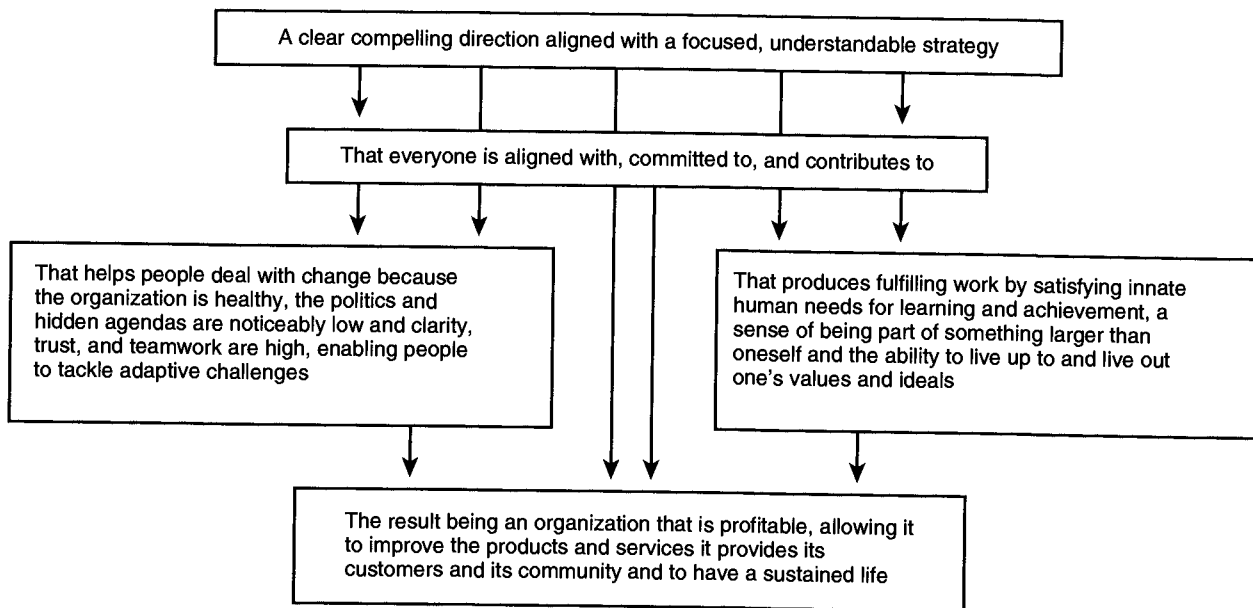 A clear compelling direction aligned with a focused, understandable strategy
That everyone is aligned with, committed to, and contributes to
That helps people deal with change because
the organization is healthy, the politics and
hidden agendas are noticeably low and clarity,
trust, and teamwork are high, enabling people
to tackle adaptive challenges
That produces fulfilling work by satisfying innate
human needs for learning and achievement, a
sense of being part of something larger than
oneself and the ability to live up to and live out
one's values and ideals
The result being an organization that is profitable, allowing it
to improve the products and services it provides its
customers and its community and to have a sustained life